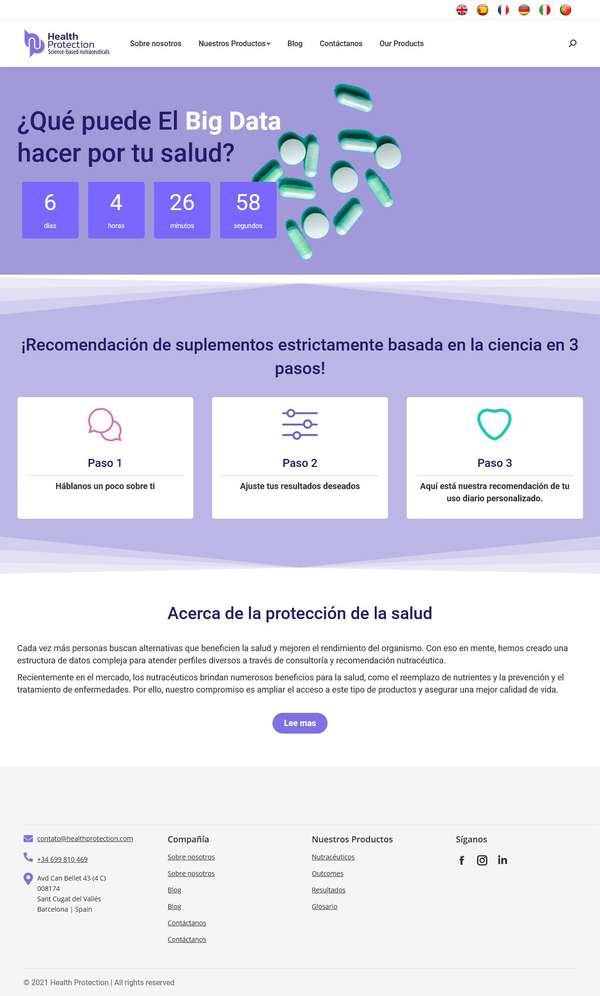 Health
Protection
Science-based nutraceuticals
Sobre nosotros
Nuestros Productos
Blog
Contáctanos
Our Products
¿Qué puede El Big Data
hacer por tu salud?
6
días
4
horas
26
minutos
58
segundos
¡Recomendación de suplementos estrictamente basada en la ciencia en 3
pasos!
Paso 1
Háblanos un poco sobre ti
Paso 2
Ajuste tus resultados deseados
Paso 3
Aquí está nuestra recomendación de tu
uso diario personalizado.
Acerca de la protección de la salud
Cada vez más personas buscan alternativas que beneficien la salud y mejoren el rendimiento del organismo. Con eso en mente, hemos creado una
estructura de datos compleja para atender perfiles diversos a través de consultoría y recomendación nutracéutica.
Recientemente en el mercado, los nutracéuticos brindan numerosos beneficios para la salud, como el reemplazo de nutrientes y la prevención y el
tratamiento de enfermedades. Por ello, nuestro compromiso es ampliar el acceso a este tipo de productos y asegurar una mejor calidad de vida.
Lee mas
contato@healthprotection.com
+34 699 810 469
Avd Can Bellet 43 (4 C)
008174
Sant Cugat del Vallés
Barcelona | Spain
Compañía
Sobre nosotros
Sobre nosotros
Blog
Blog
Contáctanos
Contáctanos
Nuestros Productos
Nutracéuticos
Outcomes
Resultados
Glosario
Síganos
© 2021 Health Protection | All rights reserved